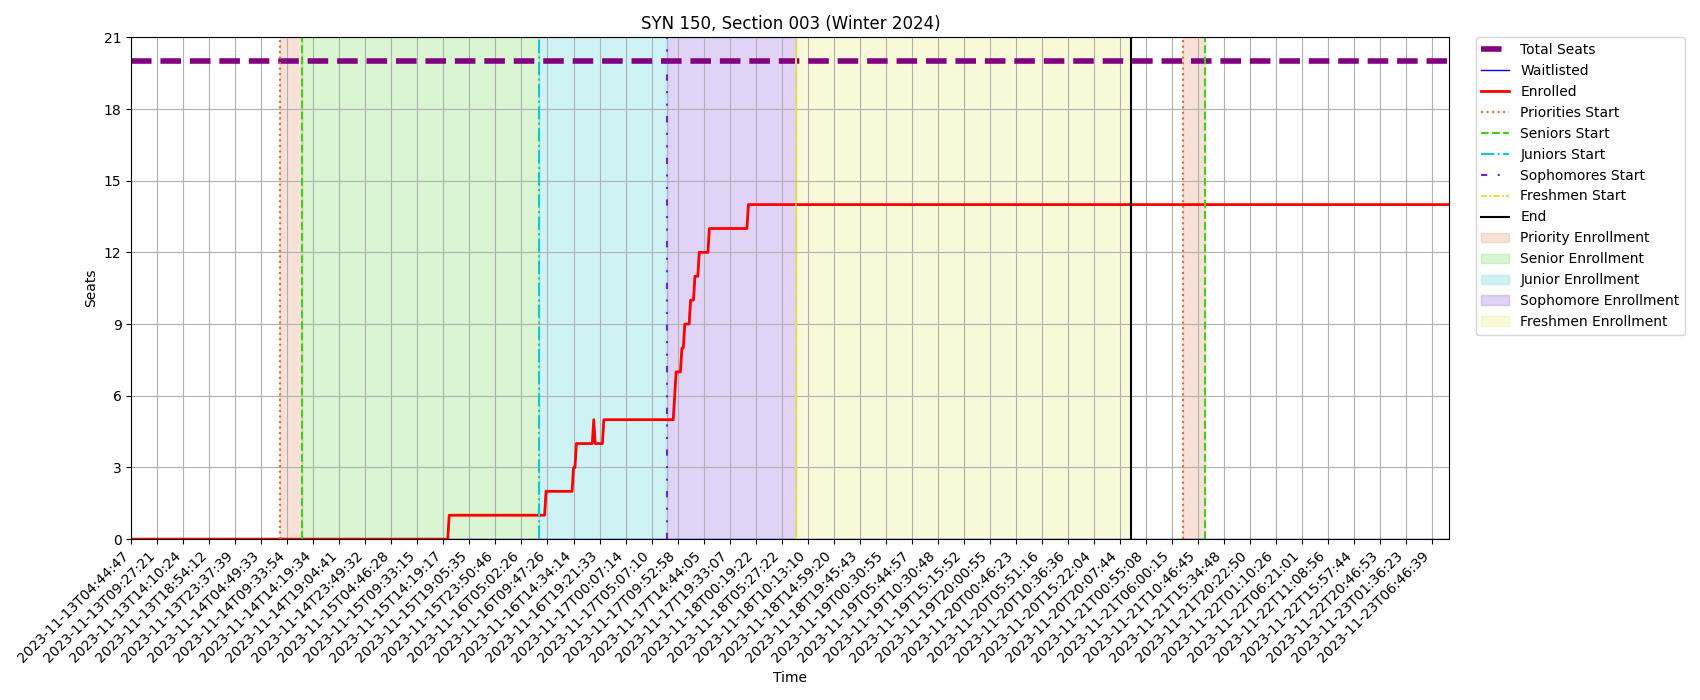 SYN 150, Section 003 (Winter 2024)
21
18
15
12
9
6
3
0
Seats
2023-11-13T04:44:47
2023-11-13T09:27:21
2023-11-13T14:10:24
2023-11-13T18:54:12
2023-11-13T23:37:39
2023-11-14T04:49:33
2023-11-14T09:33:54
2023-11-14T14:19:34
2023-11-14T19:04:41
2023-11-14T23:49:32
2023-11-15T04:46:28
2023-11-15T09:33:15
2023-11-15T14:19:17
2023-11-15T19:05:35
2023-11-15T23:50:46
2023-11-16T05:02:26
2023-11-16T09:47:26
2023-11-16T14:34:14
2023-11-16T19:21:33
2023-11-17T00:07:14
2023-11-17T05:07:10
2023-11-17T09:52:58
2023-11-17T14:44:05
2023-11-17T19:33:07
2023-11-18T00:19:22
2023-11-18T05:27:22
2023-11-18T10:13:10
2023-11-18T14:59:20
2023-11-18T19:45:43
2023-11-19T00:30:55
2023-11-19T05:44:57
2023-11-19T10:30:48
2023-11-19T15:15:52
2023-11-19T20:00:55
2023-11-20T00:46:23
2023-11-20T05:51:16
2023-11-20T10:36:36
2023-11-20T15:22:04
2023-11-20T20:07:44
2023-11-21T00:55:08
2023-11-21T06:00:15
2023-11-21T10:46:45
2023-11-21T15:34:48
2023-11-21T20:22:50
2023-11-22T01:10:26
2023-11-22T06:21:01
2023-11-22T11:08:56
2023-11-22T15:57:44
2023-11-22T20:46:53
2023-11-23T01:36:23
2023-11-23T06:46:39
Time
Total Seats
Waitlisted
Enrolled
Priorities Start
Seniors Start
Juniors Start
Sophomores Start
Freshmen Start
End
Priority Enrollment
Senior Enrollment
Junior Enrollment
Sophomore Enrollment
Freshmen Enrollment